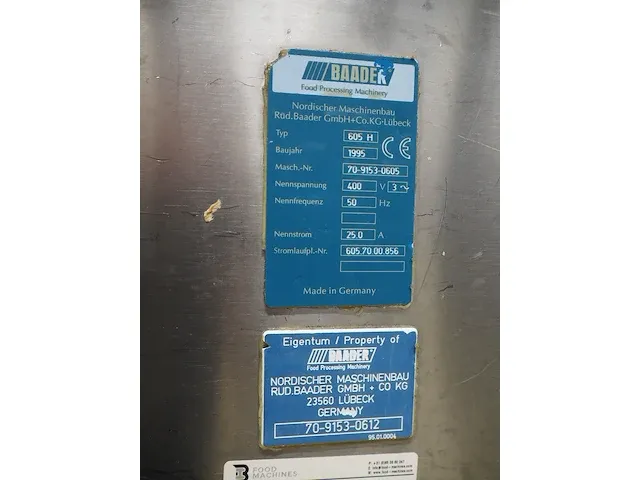 BAADER
Food Processing Machinery
Nordischer Maschinenbau
Rüd.Baader GmbH+Co.KG·Lübeck
Typ 605 H
Baujahr 1995 CE
Masch.-Nr. 70-9153-0605
Nennspannung 400 V 3 ~
Nennfrequenz 50 Hz
Nennstrom 25.0 A
Stromlaufpl.-Nr. 605.70.00.856
Made in Germany
Eigentum / Property of
BAADER
Food Processing Machinery
NORDISCHER MASCHINENBAU
RUD.BAADER GMBH + CO KG
23560 LÜBECK
GERMANY
70-9153-0612
95.01.0004
FOOD
MACHINES